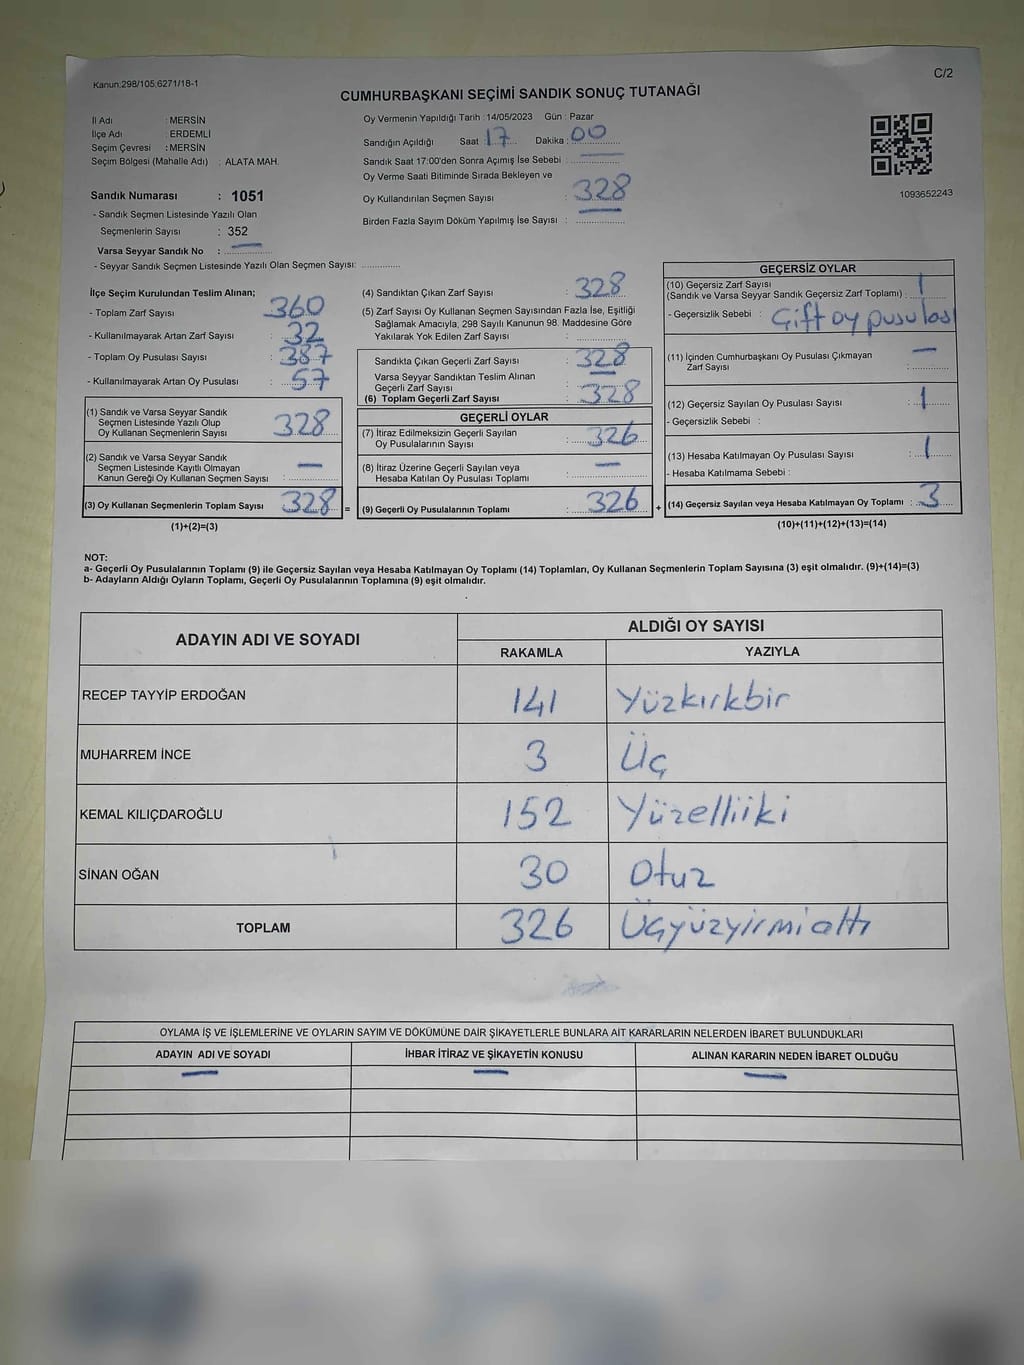 Kanun:298/105,6271/18-1
C/2
CUMHURBAŞKANI SEÇİMİ SANDIK SONUÇ TUTANAĞI
İl Adı : MERSİN
İlçe Adı : ERDEMLİ
Seçim Çevresi : MERSİN
Seçim Bölgesi (Mahalle Adı) : ALATA MAH.
Sandık Numarası : 1051
- Sandık Seçmen Listesinde Yazılı Olan
Seçmenlerin Sayısı : 352
Varsa Seyyar Sandık No : —
- Seyyar Sandık Seçmen Listesinde Yazılı Olan Seçmen Sayısı: ..............
Oy Vermenin Yapıldığı Tarih : 14/05/2023 Gün : Pazar
Sandığın Açıldığı Saat : 17 Dakika : 00
Sandık Saat 17:00'den Sonra Açımış İse Sebebi : —
Oy Verme Saati Bitiminde Sırada Bekleyen ve
Oy Kullandırılan Seçmen Sayısı : 328
Birden Fazla Sayım Döküm Yapılmış İse Sayısı : —
1093652243
İlçe Seçim Kurulundan Teslim Alınan;
- Toplam Zarf Sayısı : 360
- Kullanılmayarak Artan Zarf Sayısı : 32
- Toplam Oy Pusulası Sayısı : 387
- Kullanılmayarak Artan Oy Pusulası : 57
(1) Sandık ve Varsa Seyyar Sandık
Seçmen Listesinde Yazılı Olup
Oy Kullanan Seçmenlerin Sayısı : 328
(2) Sandık ve Varsa Seyyar Sandık
Seçmen Listesinde Kayıtlı Olmayan
Kanun Gereği Oy Kullanan Seçmen Sayısı : —
(3) Oy Kullanan Seçmenlerin Toplam Sayısı : 328 =
(1)+(2)=(3)
(4) Sandıktan Çıkan Zarf Sayısı : 328
(5) Zarf Sayısı Oy Kullanan Seçmen Sayısından Fazla İse, Eşitliği
Sağlamak Amacıyla, 298 Sayılı Kanunun 98. Maddesine Göre
Yakılarak Yok Edilen Zarf Sayısı : ..............
Sandıkta Çıkan Geçerli Zarf Sayısı : 328
Varsa Seyyar Sandıktan Teslim Alınan
Geçerli Zarf Sayısı : —
(6) Toplam Geçerli Zarf Sayısı : 328
GEÇERLİ OYLAR
(7) İtiraz Edilmeksizin Geçerli Sayılan
Oy Pusulalarının Sayısı : 326
(8) İtiraz Üzerine Geçerli Sayılan veya
Hesaba Katılan Oy Pusulaları Toplamı : —
(9) Geçerli Oy Pusulalarının Toplamı : 326 +
GEÇERSİZ OYLAR
(10) Geçersiz Zarf Sayısı
(Sandık ve Varsa Seyyar Sandık Geçersiz Zarf Toplamı) : 1
- Geçersizlik Sebebi : Çift oy pusulası
(11) İçinden Cumhurbaşkanı Oy Pusulası Çıkmayan
Zarf Sayısı : —
(12) Geçersiz Sayılan Oy Pusulası Sayısı : 1
- Geçersizlik Sebebi :
(13) Hesaba Katılmayan Oy Pusulası Sayısı : 1
- Hesaba Katılmama Sebebi :
(14) Geçersiz Sayılan veya Hesaba Katılmayan Oy Toplamı : 3
(10)+(11)+(12)+(13)=(14)
NOT:
a- Geçerli Oy Pusulalarının Toplamı (9) ile Geçersiz Sayılan veya Hesaba Katılmayan Oy Toplamı (14) Toplamları, Oy Kullanan Seçmenlerin Toplam Sayısına (3) eşit olmalıdır. (9)+(14)=(3)
b- Adayların Aldığı Oyların Toplamı, Geçerli Oy Pusulalarının Toplamına (9) eşit olmalıdır.
ADAYIN ADI VE SOYADI
ALDIĞI OY SAYISI
RAKAMLA YAZIYLA
RECEP TAYYİP ERDOĞAN 141 Yüzkırkbir
MUHARREM İNCE 3 Üç
KEMAL KILIÇDAROĞLU 152 Yüzelliiki
SİNAN OĞAN 30 Otuz
TOPLAM 326 Üçyüzyirmialtı
OYLAMA İŞ VE İŞLEMLERİNE VE OYLARIN SAYIM VE DÖKÜMÜNE DAİR ŞİKAYETLERLE BUNLARA AİT KARARLARIN NELERDEN İBARET BULUNDUKLARI
ADAYIN ADI VE SOYADI İHBAR İTİRAZ VE ŞİKAYETİN KONUSU ALINAN KARARIN NEDEN İBARET OLDUĞU
— — —